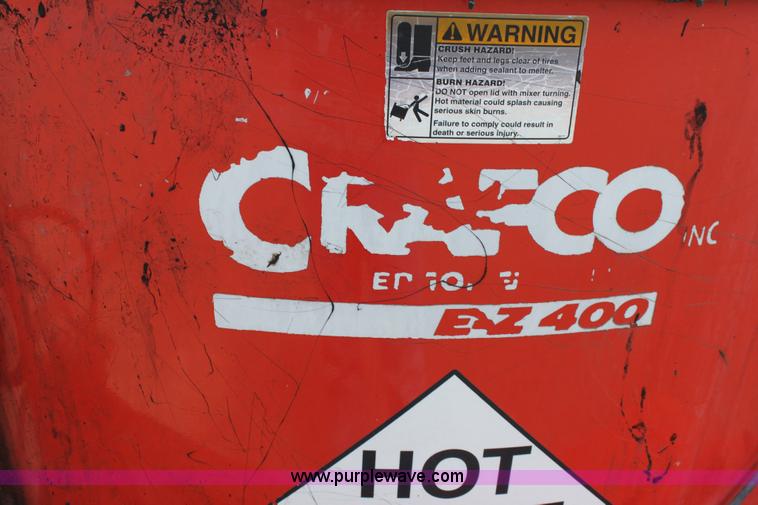 WARNING
CRUSH HAZARD!
Keep feet and legs clear of tires
when adding sealant to melter.
BURN HAZARD!
DO NOT open lid with mixer turning.
Hot material could splash causing
serious skin burns.
Failure to comply could result in
death or serious injury.
CRAFCO INC
E-Z 400
HOT
www.purplewave.com